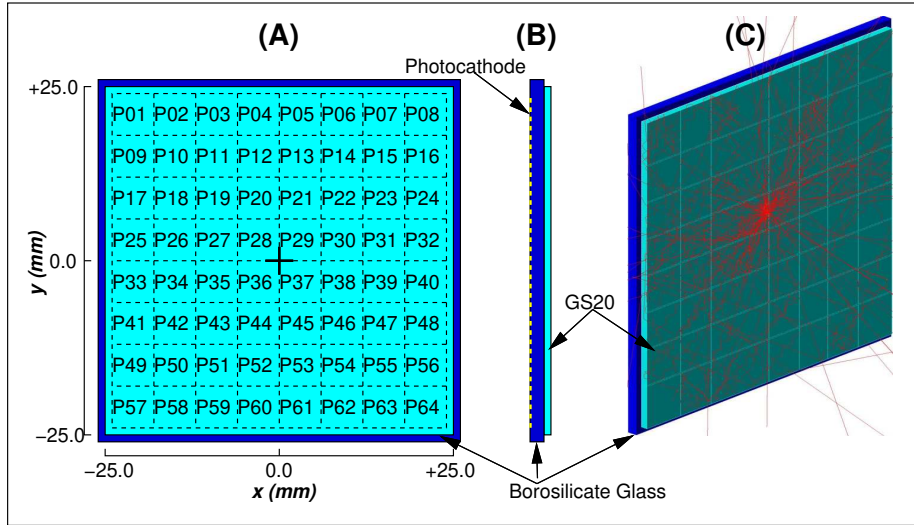 (A) (B) (C)
Photocathode
+25.0
P01 P02 P03 P04 P05 P06 P07 P08
P09 P10 P11 P12 P13 P14 P15 P16
P17 P18 P19 P20 P21 P22 P23 P24
P25 P26 P27 P28 P29 P30 P31 P32
y (mm)
0.0
P33 P34 P35 P36 P37 P38 P39 P40
GS20
P41 P42 P43 P44 P45 P46 P47 P48
P49 P50 P51 P52 P53 P54 P55 P56
P57 P58 P59 P60 P61 P62 P63 P64
−25.0
−25.0 0.0 +25.0
x (mm)
Borosilicate Glass